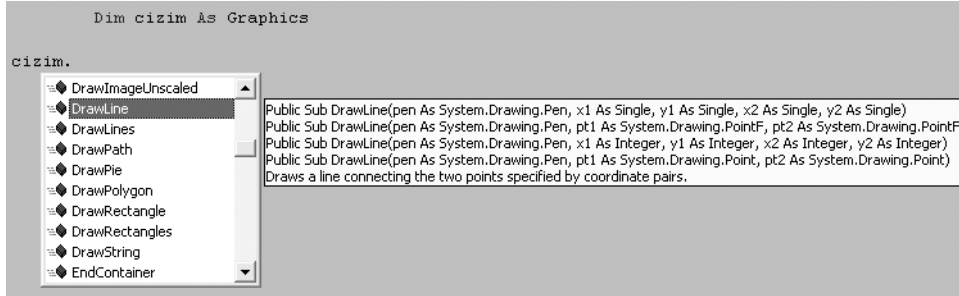 Dim cizim As Graphics
cizim.
DrawImageUnscaled
DrawLine
DrawLines
DrawPath
DrawPie
DrawPolygon
DrawRectangle
DrawRectangles
DrawString
EndContainer
Public Sub DrawLine(pen As System.Drawing.Pen, x1 As Single, y1 As Single, x2 As Single, y2 As Single)
Public Sub DrawLine(pen As System.Drawing.Pen, pt1 As System.Drawing.PointF, pt2 As System.Drawing.PointF
Public Sub DrawLine(pen As System.Drawing.Pen, x1 As Integer, y1 As Integer, x2 As Integer, y2 As Integer)
Public Sub DrawLine(pen As System.Drawing.Pen, pt1 As System.Drawing.Point, pt2 As System.Drawing.Point)
Draws a line connecting the two points specified by coordinate pairs.